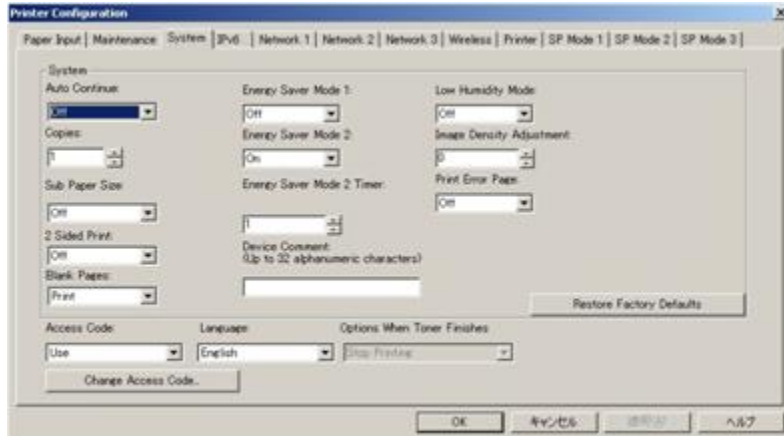 Printer Configuration
Paper Input | Maintenance System | IPv6 | Network 1 | Network 2 | Network 3 | Wireless | Printer | SP Mode 1 | SP Mode 2 | SP Mode 3
System
Auto Continue:
Off
Copies:
1
Sub Paper Size:
Off
2 Sided Print:
Off
Blank Pages:
Print
Energy Saver Mode 1:
Off
Energy Saver Mode 2:
On
Energy Saver Mode 2 Timer:
1
Device Comment:
(Up to 32 alphanumeric characters)
Low Humidity Mode:
Off
Image Density Adjustment:
0
Print Error Page:
Off
Restore Factory Defaults
Access Code:
Use
Language:
English
Options When Toner Finishes
Stop Printing
Change Access Code...
OK
キャンセル
ヘルプ